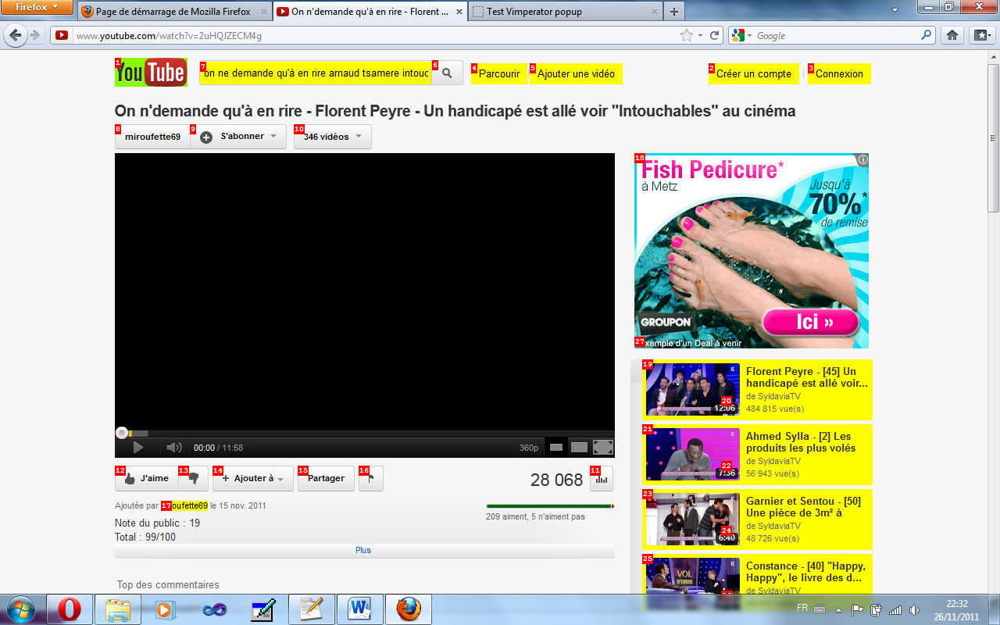 Firefox
Page de démarrage de Mozilla Firefox
On n'demande qu'à en rire - Florent ...
Test Vimperator popup
www.youtube.com/watch?v=2uHQJZECM4g
Google
1 YouTube
7 on ne demande qu'à en rire arnaud tsamere intouc
6
4 Parcourir
5 Ajouter une vidéo
2 Créer un compte
3 Connexion
On n'demande qu'à en rire - Florent Peyre - Un handicapé est allé voir "Intouchables" au cinéma
8 miroufette69
9 S'abonner
10 346 vidéos
00:00 / 11:58
360p
12 J'aime
13
14 + Ajouter à
15 Partager
16
28 068
11
Ajoutée par 17 oufette69 le 15 nov. 2011
209 aiment, 5 n'aiment pas
Note du public : 19
Total : 99/100
Plus
Top des commentaires
18
Fish Pedicure*
à Metz
Jusqu'à
70%*
de remise
GROUPON
Ici »
27 xemple d'un Deal à venir
19
20
12:06
Florent Peyre - [45] Un
handicapé est allé voir...
de SyldaviaTV
484 815 vue(s)
21
22
7:36
Ahmed Sylla - [2] Les
produits les plus volés
de SyldaviaTV
56 943 vue(s)
23
24
6:40
Garnier et Sentou - [50]
Une pièce de 3m² à
de SyldaviaTV
48 726 vue(s)
25
VOL
D'ENFAN
Constance - [40] "Happy,
Happy", le livre des d...
de SyldaviaTV
FR
22:32
26/11/2011